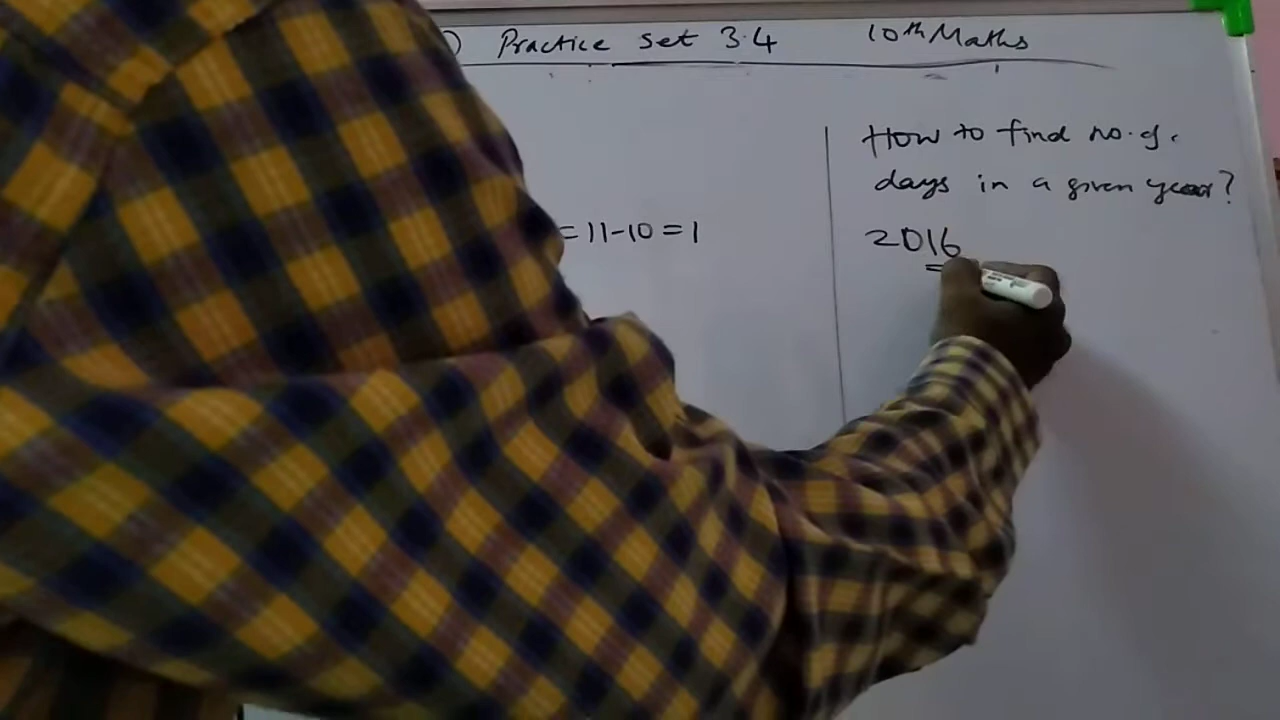 ) Practice set 3.4 10th Maths
= 11-10 = 1
How to find no. of.
days in a given year?
2016